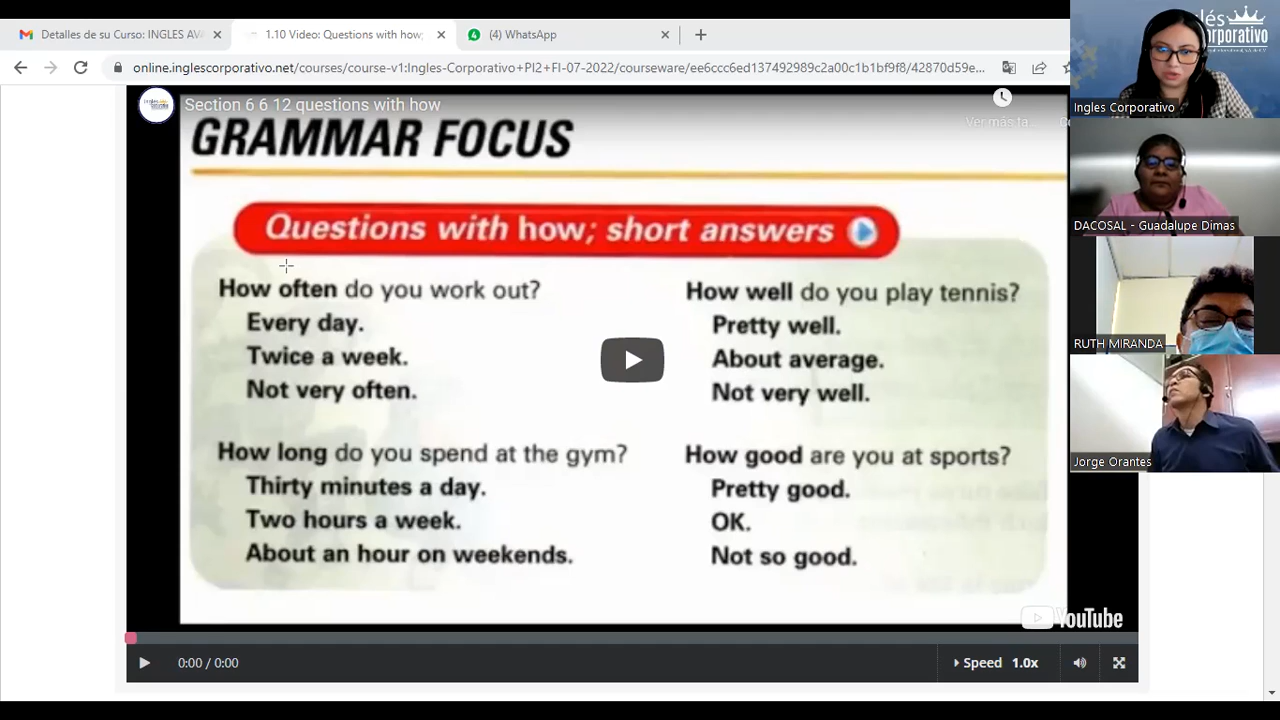 Detalles de su Curso: INGLES AV
1.10 Video: Questions with how;
(4) WhatsApp
online.inglescorporativo.net/courses/course-v1:Ingles-Corporativo+PI2+FI-07-2022/courseware/ee6ccc6ed137492989c2a00c1b1bf9f8/42870d59e...
Section 6 6 12 questions with how
Ver más ta...
GRAMMAR FOCUS
Questions with how; short answers
How often do you work out?
Every day.
Twice a week.
Not very often.
How long do you spend at the gym?
Thirty minutes a day.
Two hours a week.
About an hour on weekends.
How well do you play tennis?
Pretty well.
About average.
Not very well.
How good are you at sports?
Pretty good.
OK.
Not so good.
YouTube
0:00 / 0:00
Speed 1.0x
Ingles Corporativo
DACOSAL - Guadalupe Dimas
RUTH MIRANDA
Jorge Orantes